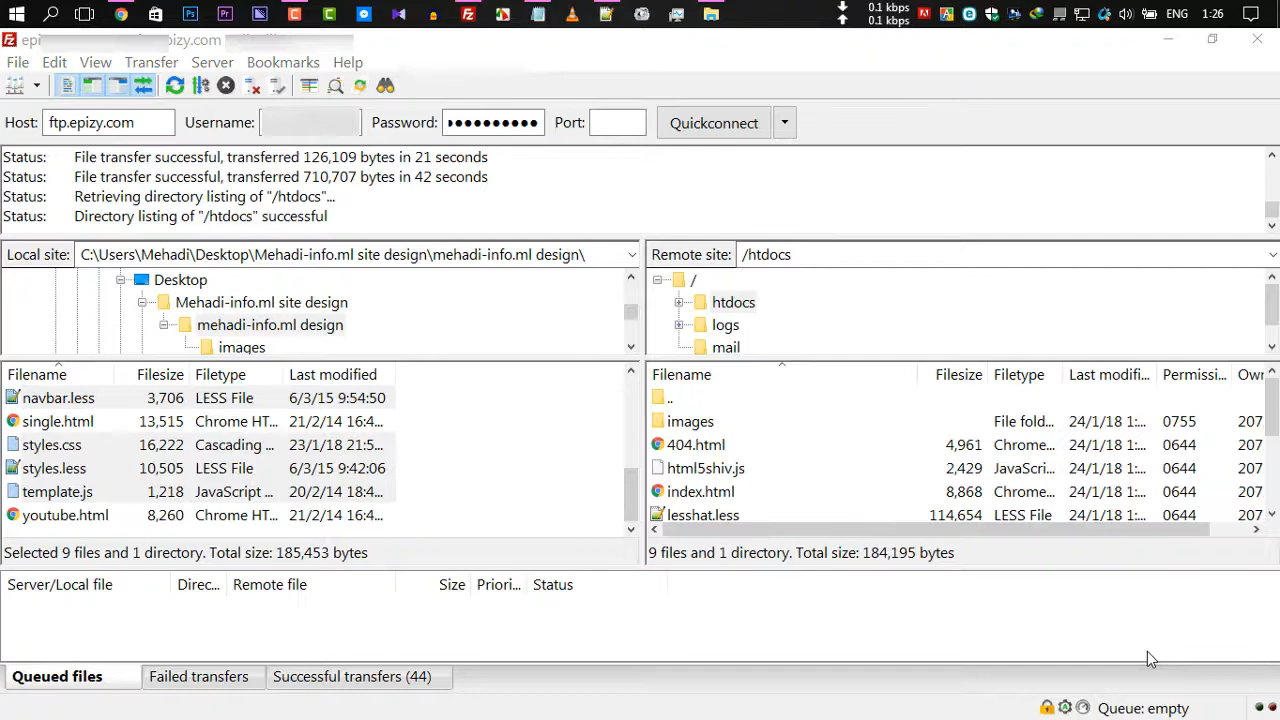 ENG 1:26
0.1 kbps
0.1 kbps
epizy.com
File Edit View Transfer Server Bookmarks Help
Host: ftp.epizy.com Username: Password: ●●●●●●●●●● Port: Quickconnect
Status: File transfer successful, transferred 126,109 bytes in 21 seconds
Status: File transfer successful, transferred 710,707 bytes in 42 seconds
Status: Retrieving directory listing of "/htdocs"...
Status: Directory listing of "/htdocs" successful
Local site: C:\Users\Mehadi\Desktop\Mehadi-info.ml site design\mehadi-info.ml design\
Desktop
Mehadi-info.ml site design
mehadi-info.ml design
images
Filename Filesize Filetype Last modified
navbar.less 3,706 LESS File 6/3/15 9:54:50
single.html 13,515 Chrome HT... 21/2/14 16:4...
styles.css 16,222 Cascading ... 23/1/18 21:5...
styles.less 10,505 LESS File 6/3/15 9:42:06
template.js 1,218 JavaScript ... 20/2/14 18:4...
youtube.html 8,260 Chrome HT... 21/2/14 16:4...
Selected 9 files and 1 directory. Total size: 185,453 bytes
Remote site: /htdocs
/
htdocs
logs
mail
Filename Filesize Filetype Last modifi... Permissi... Own
..
images File fold... 24/1/18 1:... 0755 207
404.html 4,961 Chrome... 24/1/18 1:... 0644 207
html5shiv.js 2,429 JavaScri... 24/1/18 1:... 0644 207
index.html 8,868 Chrome... 24/1/18 1:... 0644 207
lesshat.less 114,654 LESS File 24/1/18 1:... 0644 207
9 files and 1 directory. Total size: 184,195 bytes
Server/Local file Direc... Remote file Size Priori... Status
Queued files Failed transfers Successful transfers (44)
Queue: empty